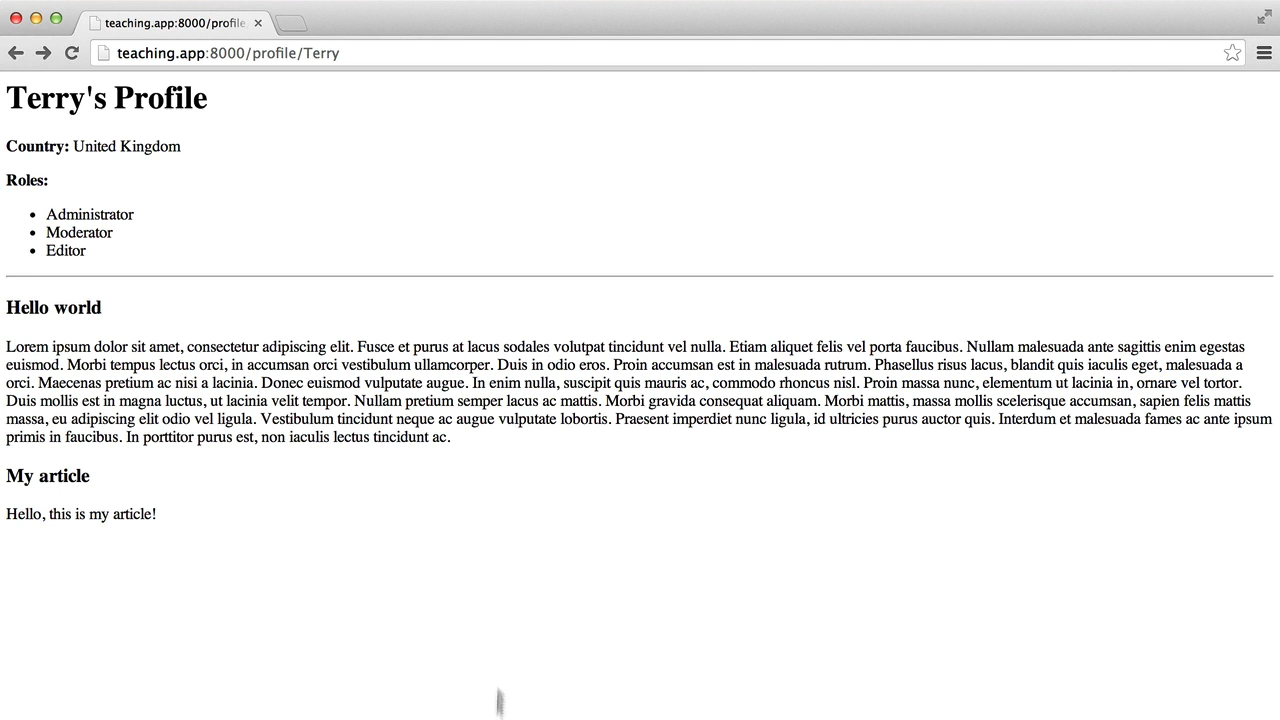 teaching.app:8000/profile
teaching.app:8000/profile/Terry
Terry's Profile
Country: United Kingdom
Roles:
Administrator
Moderator
Editor
Hello world
Lorem ipsum dolor sit amet, consectetur adipiscing elit. Fusce et purus at lacus sodales volutpat tincidunt vel nulla. Etiam aliquet felis vel porta faucibus. Nullam malesuada ante sagittis enim egestas
euismod. Morbi tempus lectus orci, in accumsan orci vestibulum ullamcorper. Duis in odio eros. Proin accumsan est in malesuada rutrum. Phasellus risus lacus, blandit quis iaculis eget, malesuada a
orci. Maecenas pretium ac nisi a lacinia. Donec euismod vulputate augue. In enim nulla, suscipit quis mauris ac, commodo rhoncus nisl. Proin massa nunc, elementum ut lacinia in, ornare vel tortor.
Duis mollis est in magna luctus, ut lacinia velit tempor. Nullam pretium semper lacus ac mattis. Morbi gravida consequat aliquam. Morbi mattis, massa mollis scelerisque accumsan, sapien felis mattis
massa, eu adipiscing elit odio vel ligula. Vestibulum tincidunt neque ac augue vulputate lobortis. Praesent imperdiet nunc ligula, id ultricies purus auctor quis. Interdum et malesuada fames ac ante ipsum
primis in faucibus. In porttitor purus est, non iaculis lectus tincidunt ac.
My article
Hello, this is my article!